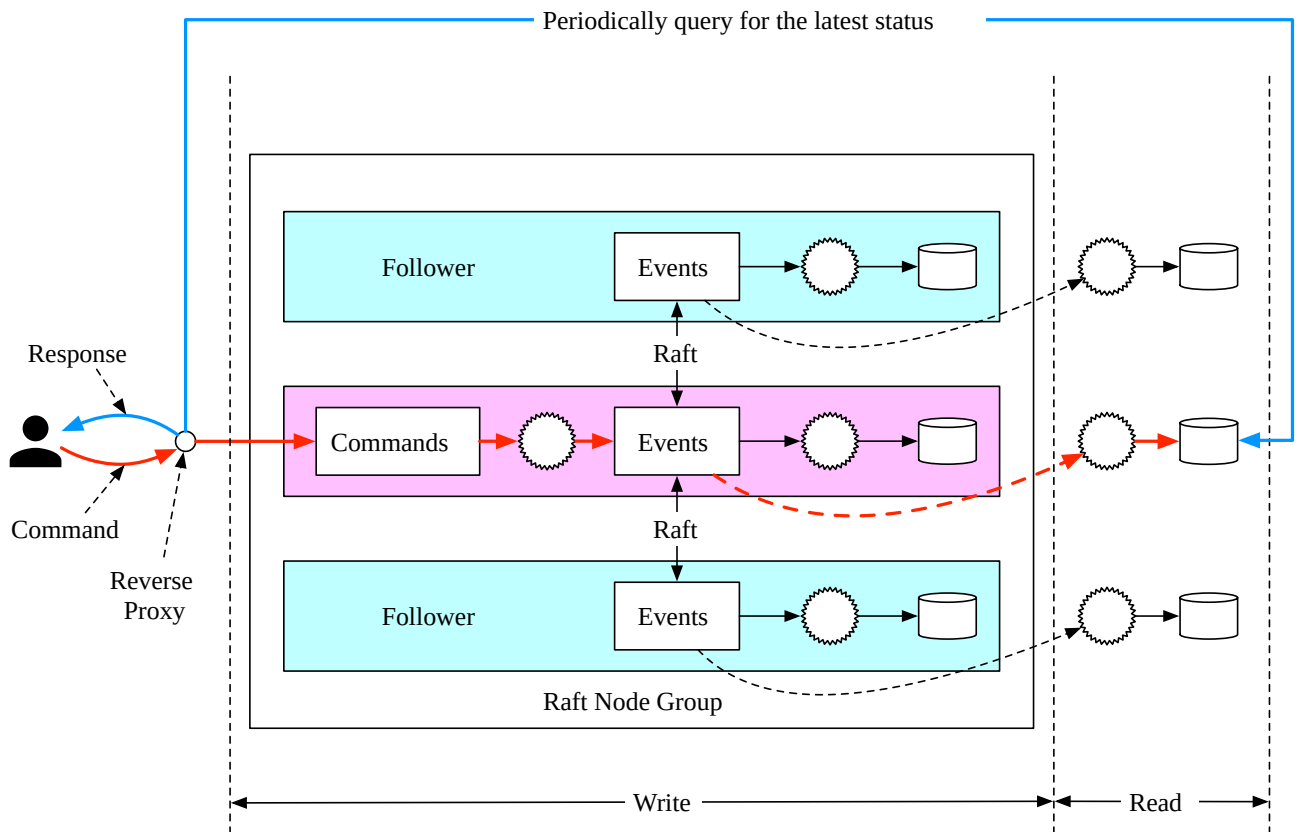 Periodically query for the latest status
Follower
Events
Raft
Response
Commands
Events
Command
Raft
Reverse
Proxy
Follower
Events
Raft Node Group
Write
Read